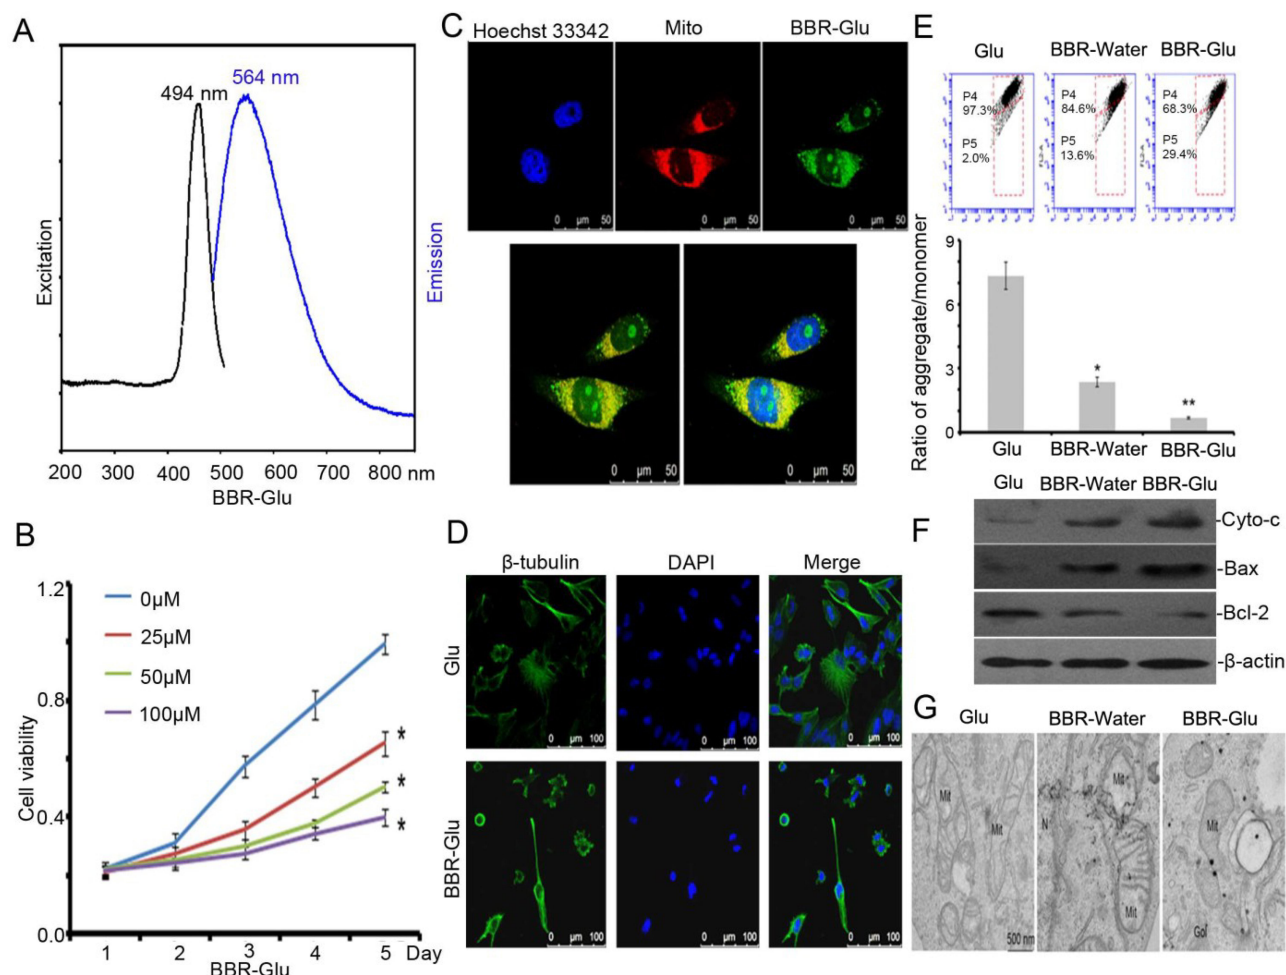 A
494 nm
564 nm
Excitation
Emission
200 300 400 500 600 700 800 nm
BBR-Glu
B
1.2
0.8
0.4
0.0
Cell viability
0μM
25μM
50μM
100μM
*
*
*
1 2 3 4 5 Day
BBR-Glu
C
Hoechst 33342 Mito BBR-Glu
0 μm 50
0 μm 50
0 μm 50
0 μm 50
0 μm 50
D
β-tubulin DAPI Merge
Glu
0 μm 100
0 μm 100
0 μm 100
BBR-Glu
0 μm 100
0 μm 100
0 μm 100
E
Glu BBR-Water BBR-Glu
P4
97.3%
P5
2.0%
P4
84.6%
P5
13.6%
P4
68.3%
P5
29.4%
Ratio of aggregate/monomer
9
6
3
0
*
**
Glu BBR-Water BBR-Glu
F
Glu BBR-Water BBR-Glu
-Cyto-c
-Bax
-Bcl-2
-β-actin
G
Glu BBR-Water BBR-Glu
Mit
Mit
500 nm
Mit
N
Mit
Mit
Gol